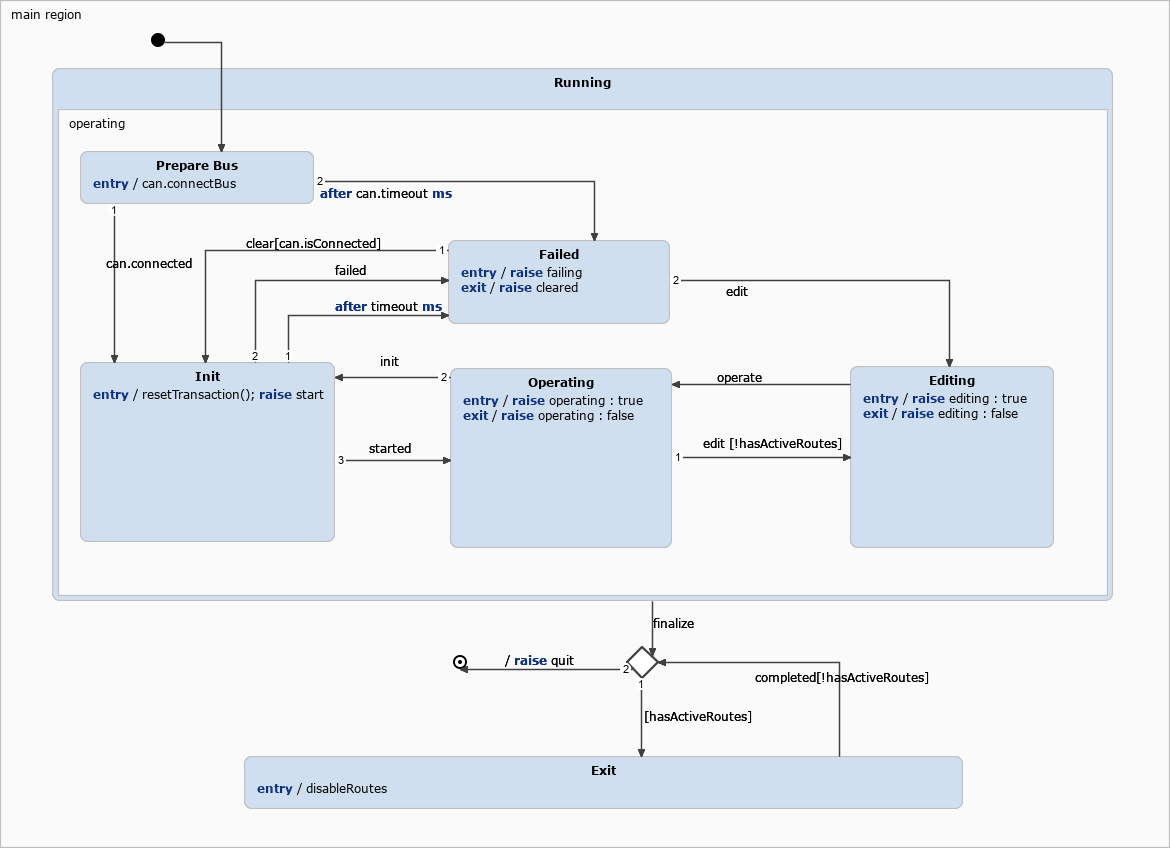 main region
Running
operating
Prepare Bus
entry / can.connectBus
2
after can.timeout ms
1
can.connected
clear[can.isConnected]
1
failed
after timeout ms
2
1
Failed
entry / raise failing
exit / raise cleared
2
edit
Init
entry / resetTransaction(); raise start
init
2
3
started
Operating
entry / raise operating : true
exit / raise operating : false
operate
1
edit [!hasActiveRoutes]
Editing
entry / raise editing : true
exit / raise editing : false
finalize
/ raise quit
2
1
completed[!hasActiveRoutes]
[hasActiveRoutes]
Exit
entry / disableRoutes